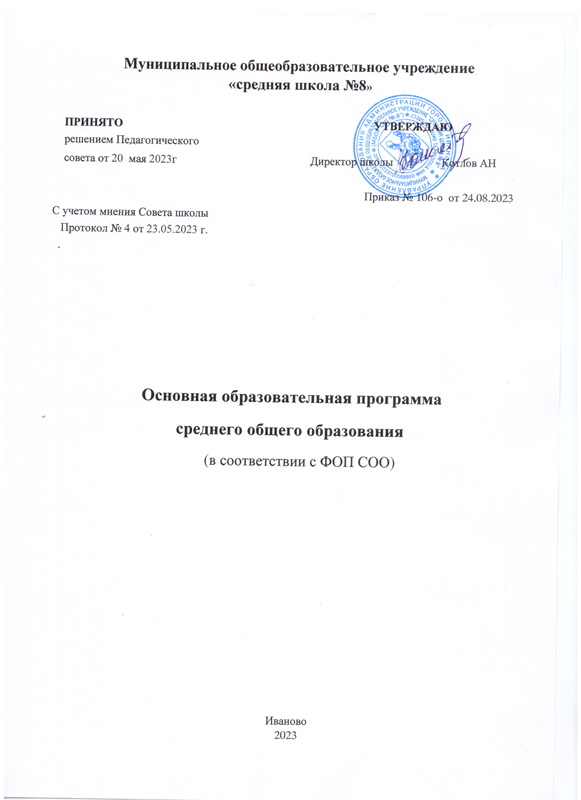 Муниципальное общеобразовательное учреждение
«средняя школа №8»
ПРИНЯТО
решением Педагогического
совета от 20 мая 2023г
УТВЕРЖДАЮ
Директор школы Котлов АН
Приказ № 106-о от 24.08.2023
С учетом мнения Совета школы
Протокол № 4 от 23.05.2023 г.
.
Основная образовательная программа
среднего общего образования
(в соответствии с ФОП СОО)
Иваново
2023